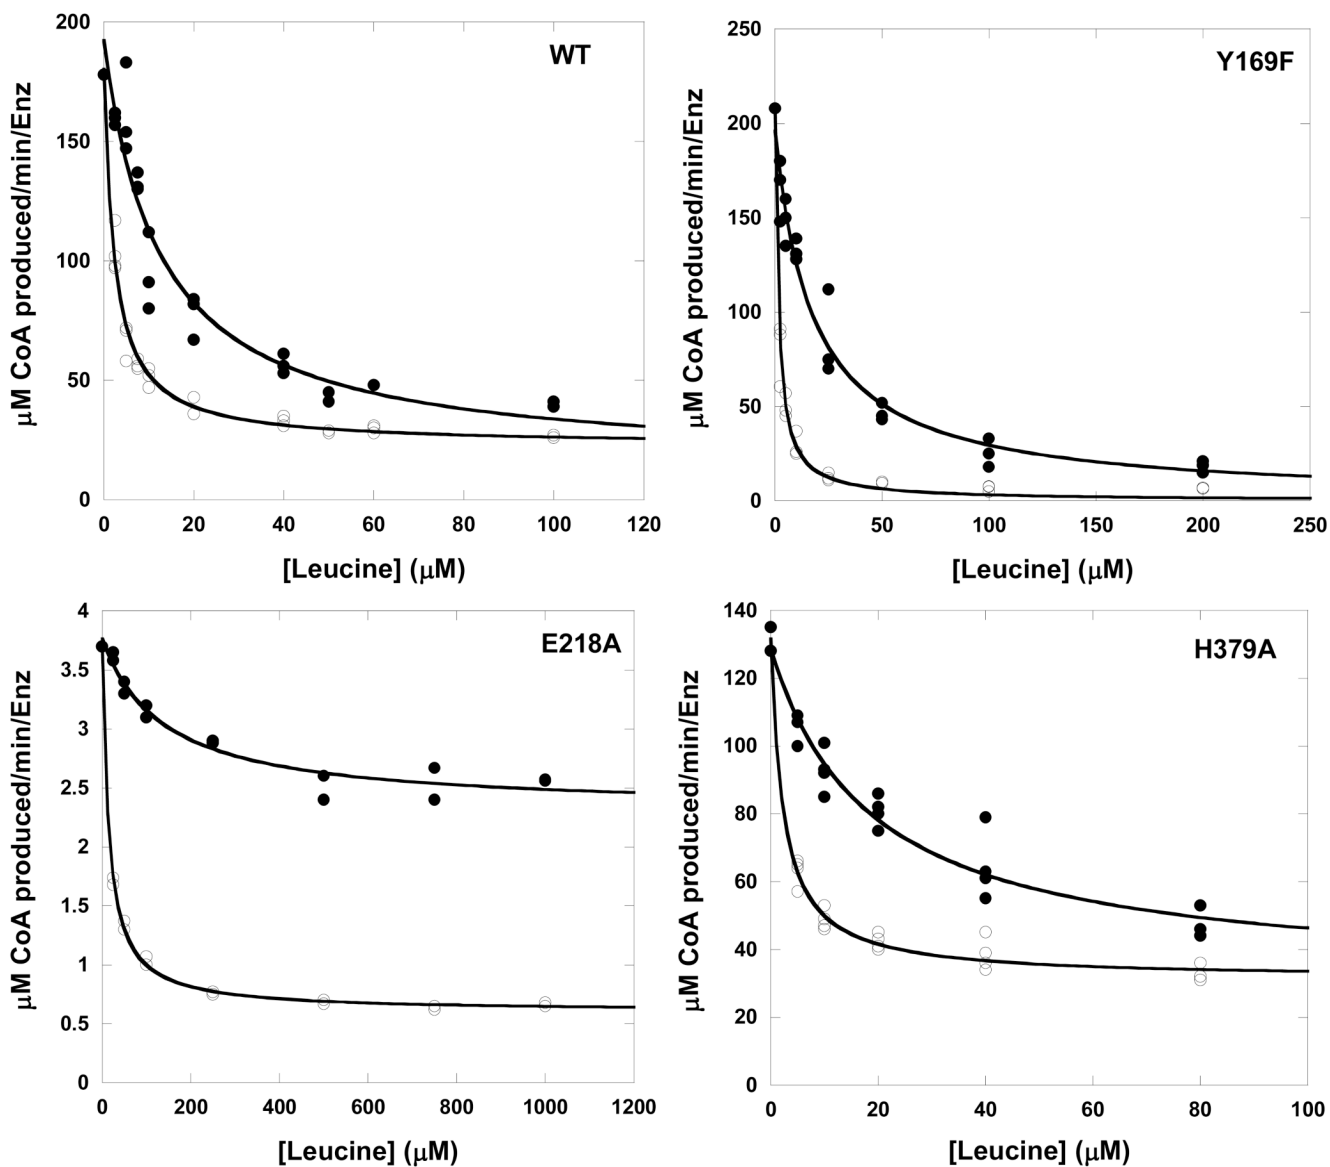 WT
200
150
100
50
0
0 20 40 60 80 100 120
μM CoA produced/min/Enz
[Leucine] (μM)
Y169F
250
200
150
100
50
0
0 50 100 150 200 250
μM CoA produced/min/Enz
[Leucine] (μM)
E218A
4
3.5
3
2.5
2
1.5
1
0.5
0
0 200 400 600 800 1000 1200
μM CoA produced/min/Enz
[Leucine] (μM)
H379A
140
120
100
80
60
40
20
0
0 20 40 60 80 100
μM CoA produced/min/Enz
[Leucine] (μM)